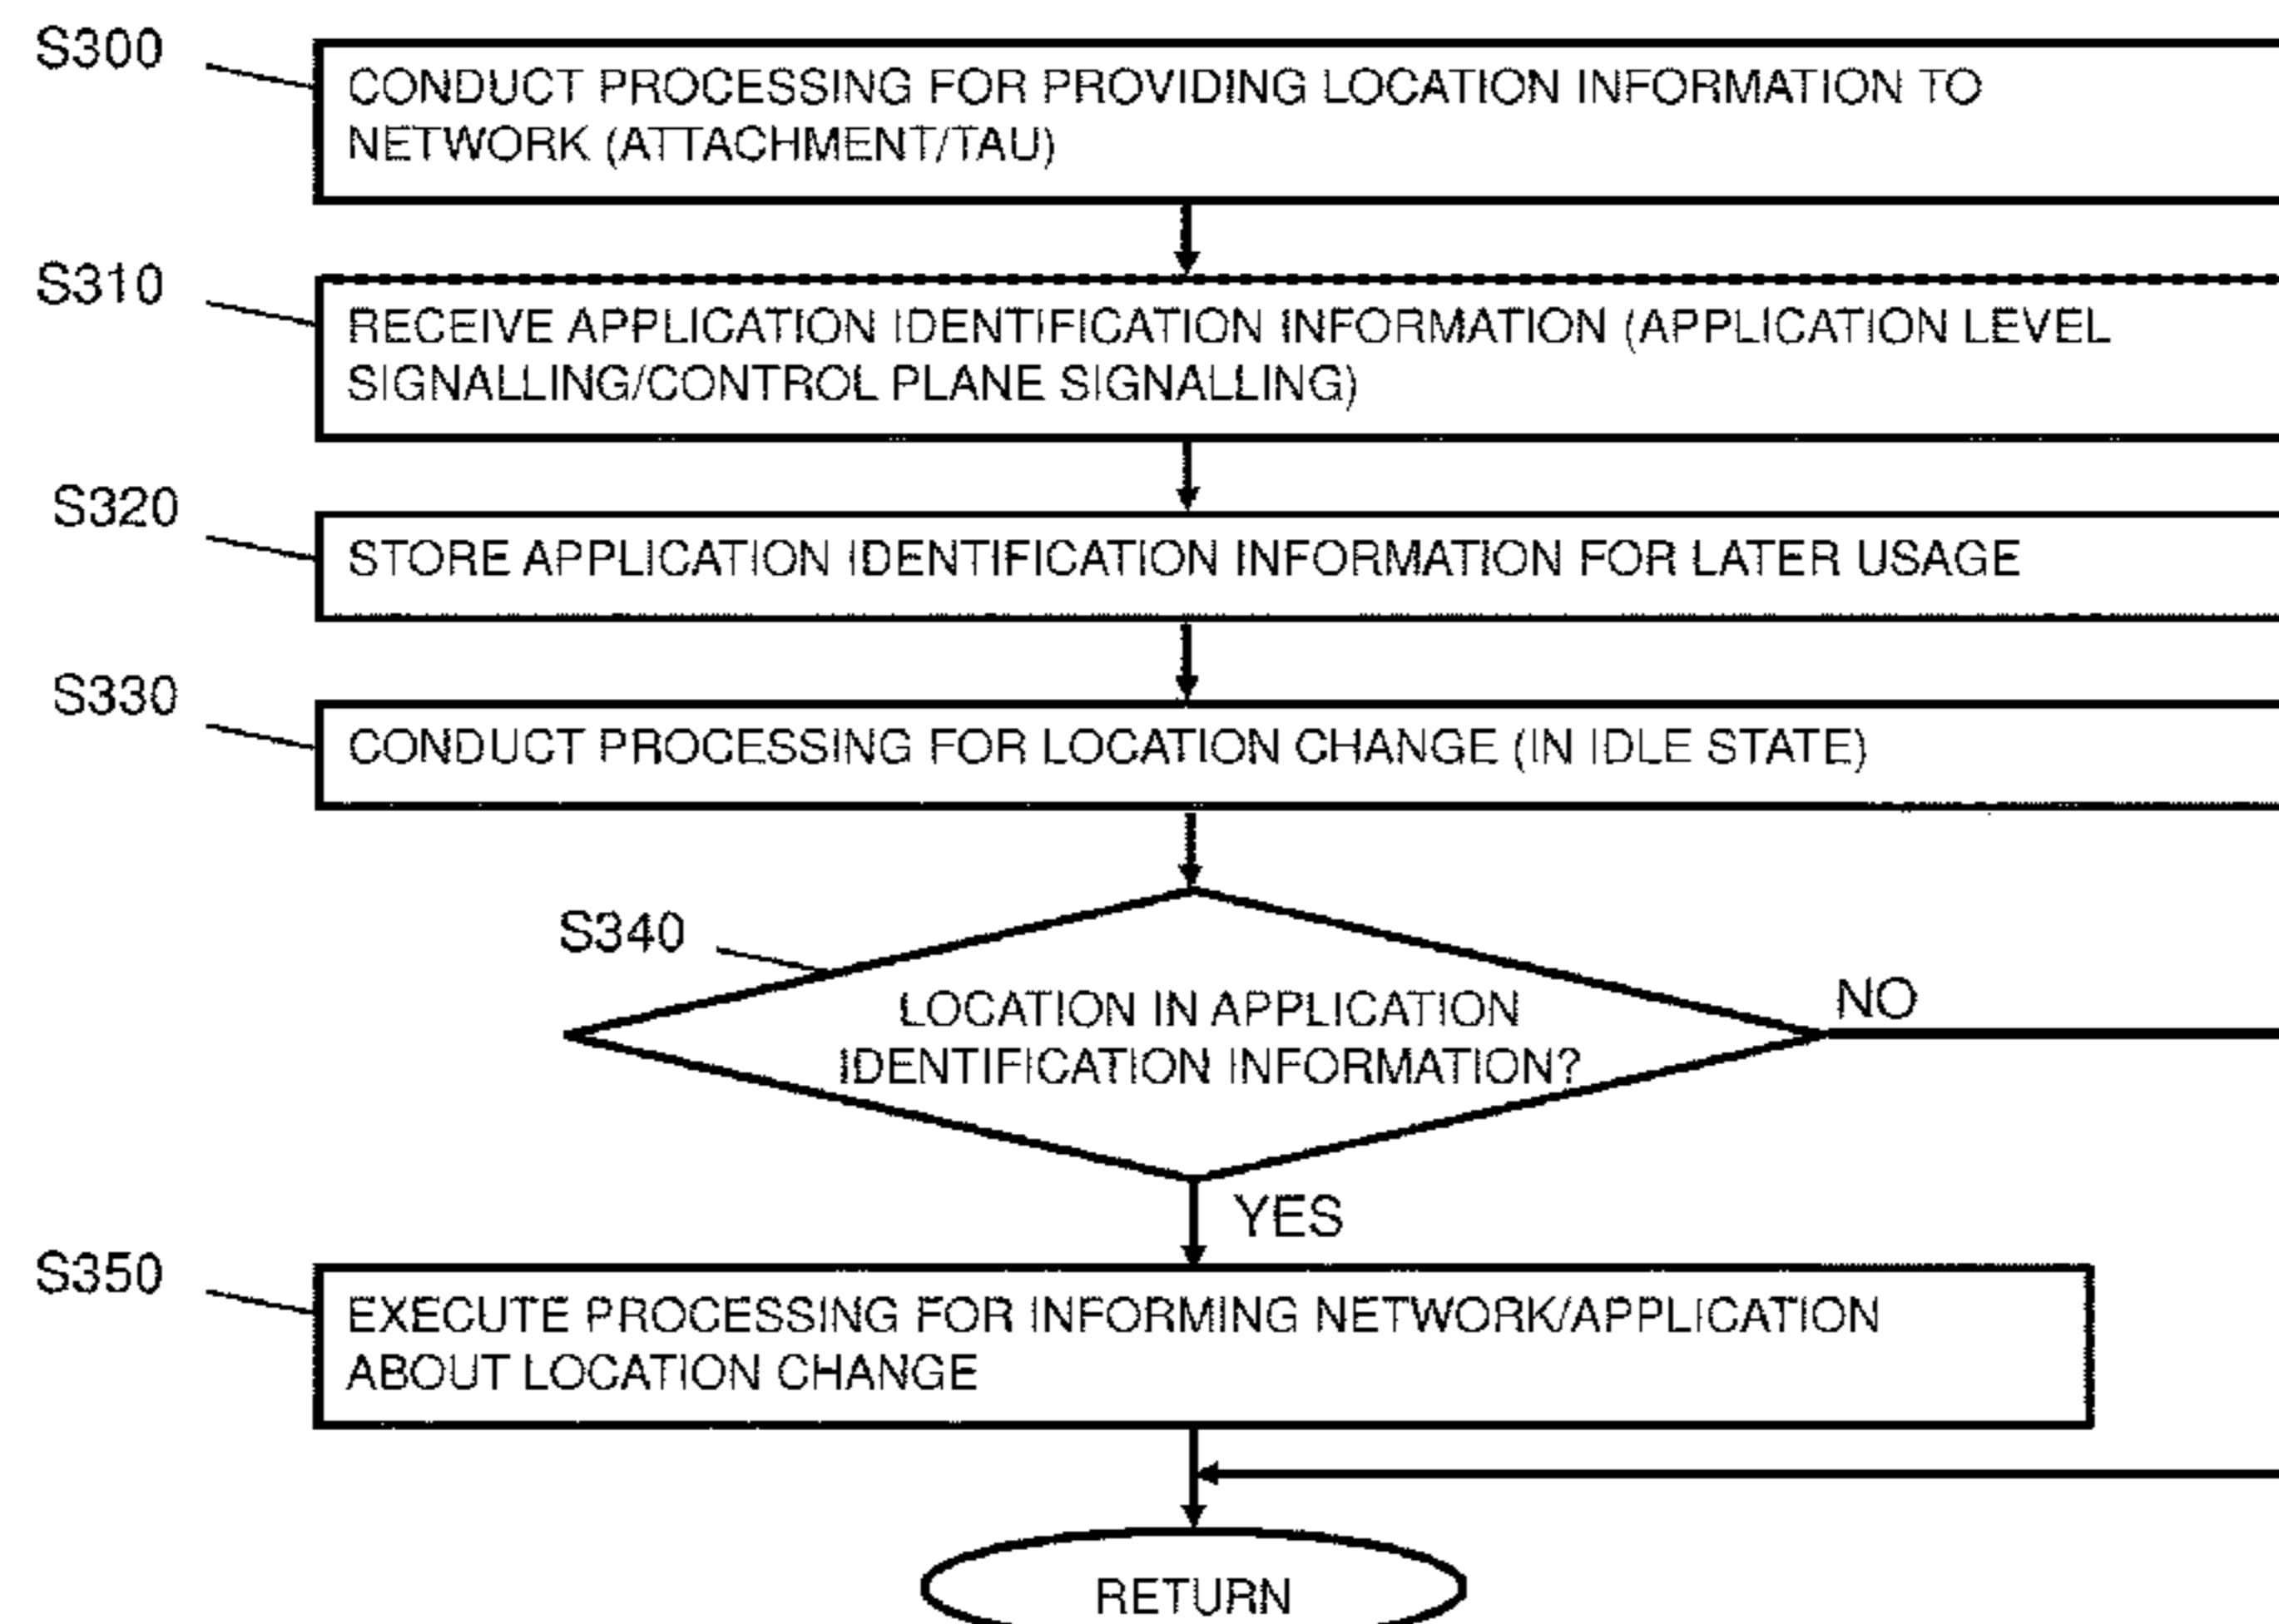 S300
CONDUCT PROCESSING FOR PROVIDING LOCATION INFORMATION TO
NETWORK (ATTACHMENT/TAU)
S310
RECEIVE APPLICATION IDENTIFICATION INFORMATION (APPLICATION LEVEL
SIGNALLING/CONTROL PLANE SIGNALLING)
S320
STORE APPLICATION IDENTIFICATION INFORMATION FOR LATER USAGE
S330
CONDUCT PROCESSING FOR LOCATION CHANGE (IN IDLE STATE)
S340
LOCATION IN APPLICATION
IDENTIFICATION INFORMATION?
NO
YES
S350
EXECUTE PROCESSING FOR INFORMING NETWORK/APPLICATION
ABOUT LOCATION CHANGE
RETURN